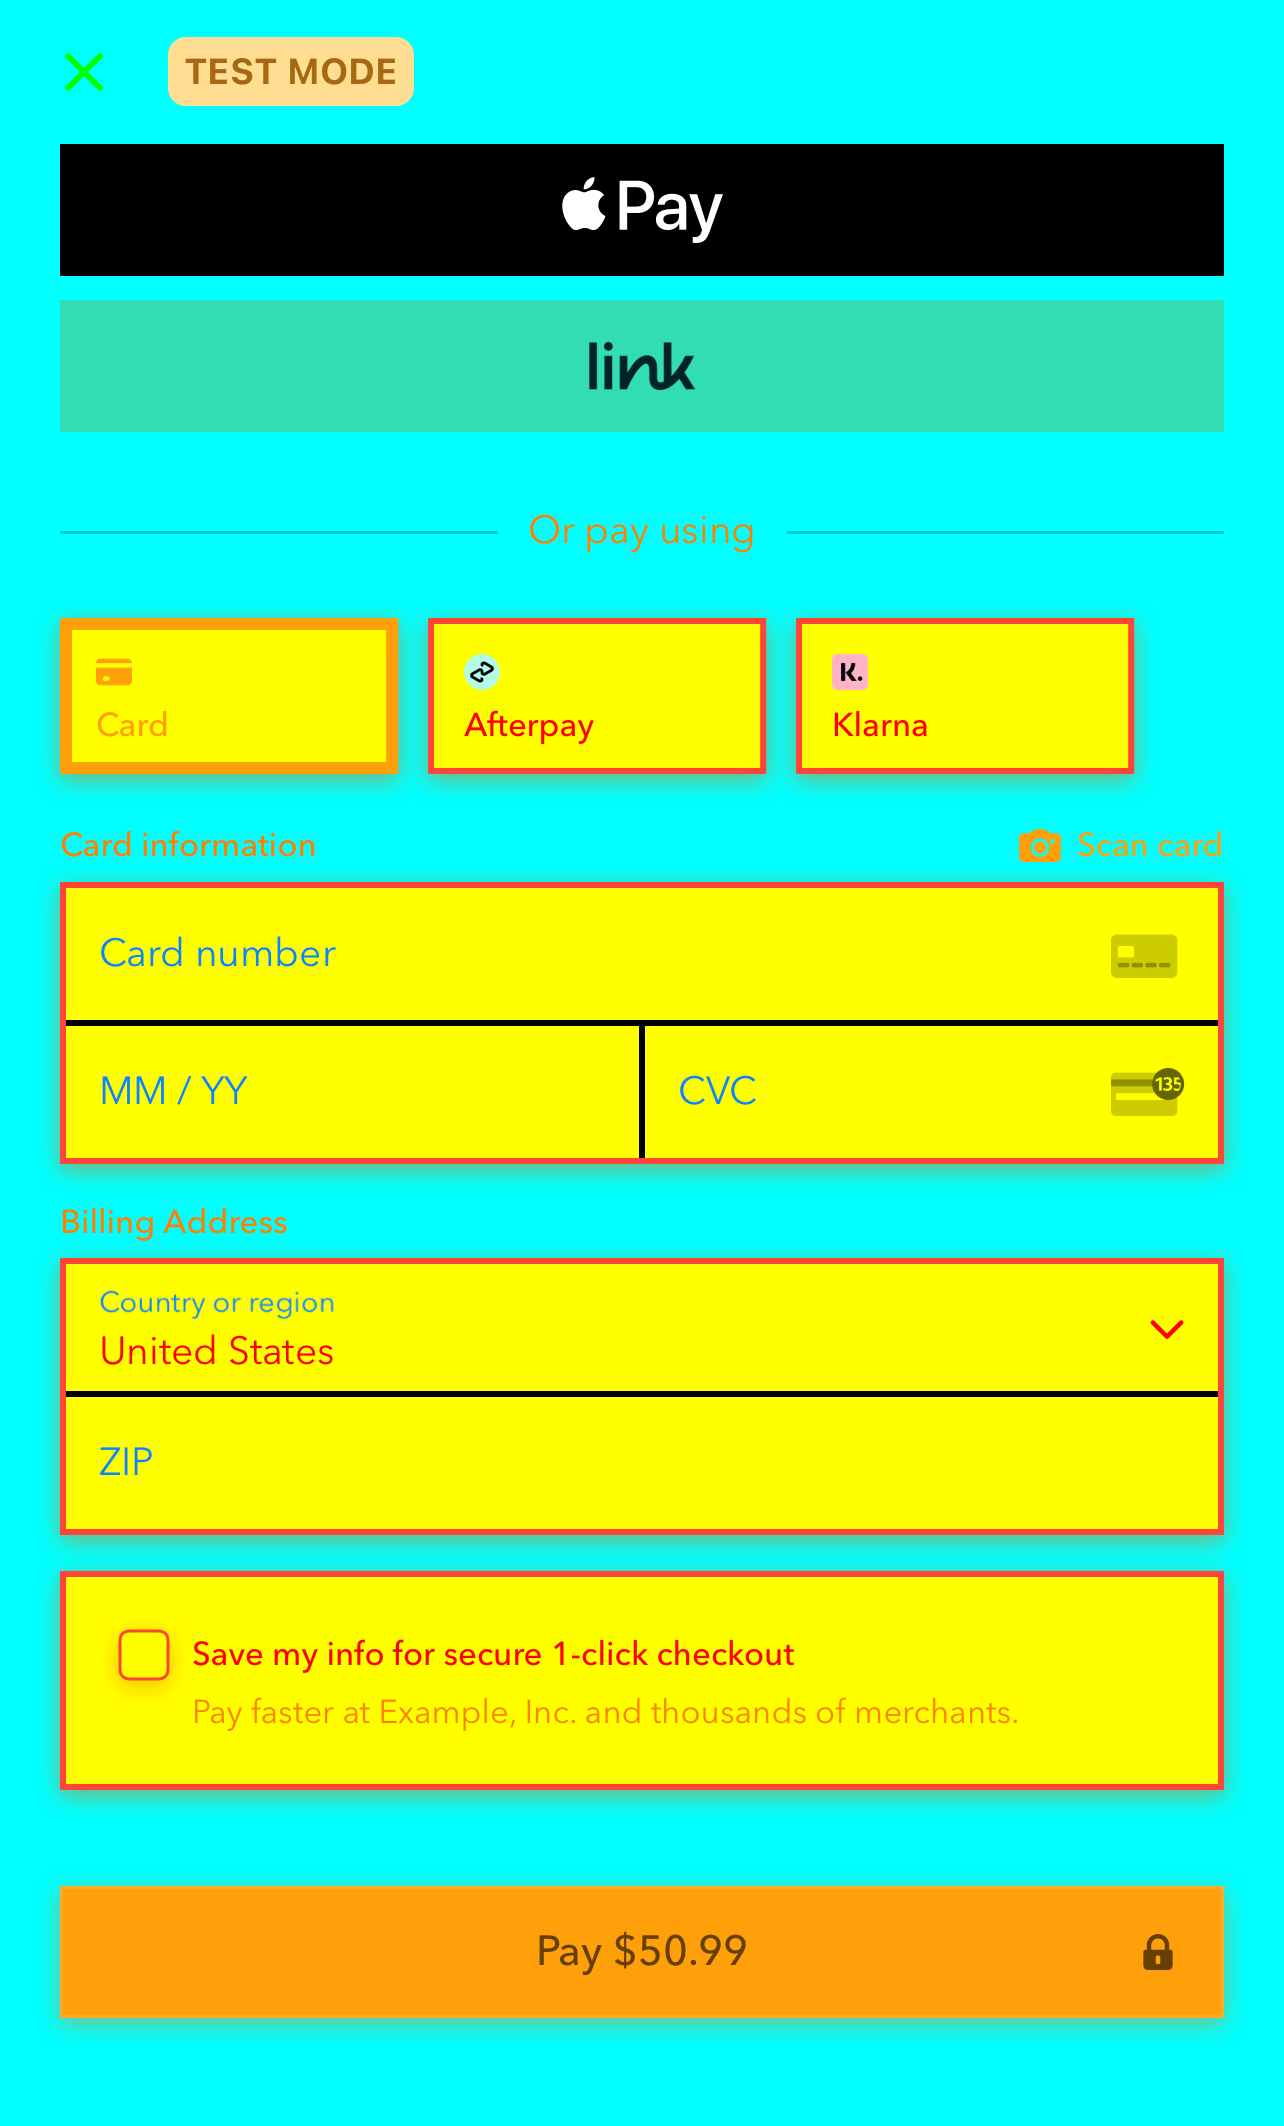 TEST MODE
Pay
link
Or pay using
Card
Afterpay
K.
Klarna
Card information
Scan card
Card number
MM / YY
CVC
135
Billing Address
Country or region
United States
ZIP
Save my info for secure 1-click checkout
Pay faster at Example, Inc. and thousands of merchants.
Pay $50.99